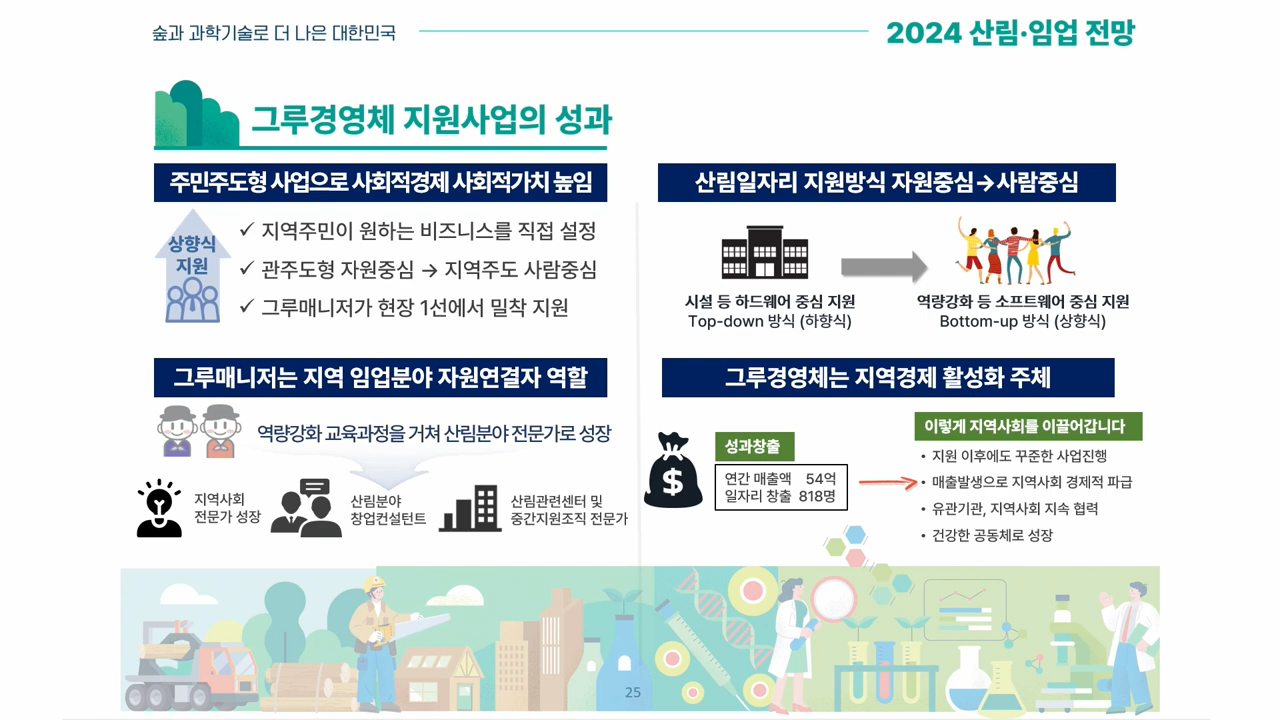 숲과 과학기술로 더 나은 대한민국
2024 산림·임업 전망
그루경영체 지원사업의 성과
주민주도형 사업으로 사회적경제 사회적가치 높임
상향식
지원
✓ 지역주민이 원하는 비즈니스를 직접 설정
✓ 관주도형 자원중심 → 지역주도 사람중심
✓ 그루매니저가 현장 1선에서 밀착 지원
산림일자리 지원방식 자원중심→사람중심
시설 등 하드웨어 중심 지원
Top-down 방식 (하향식)
역량강화 등 소프트웨어 중심 지원
Bottom-up 방식 (상향식)
그루매니저는 지역 임업분야 자원연결자 역할
역량강화 교육과정을 거쳐 산림분야 전문가로 성장
지역사회
전문가 성장
산림분야
창업컨설턴트
산림관련센터 및
중간지원조직 전문가
그루경영체는 지역경제 활성화 주체
$
성과창출
연간 매출액 54억
일자리 창출 818명
이렇게 지역사회를 이끌어갑니다
• 지원 이후에도 꾸준한 사업진행
• 매출발생으로 지역사회 경제적 파급
• 유관기관, 지역사회 지속 협력
• 건강한 공동체로 성장
25